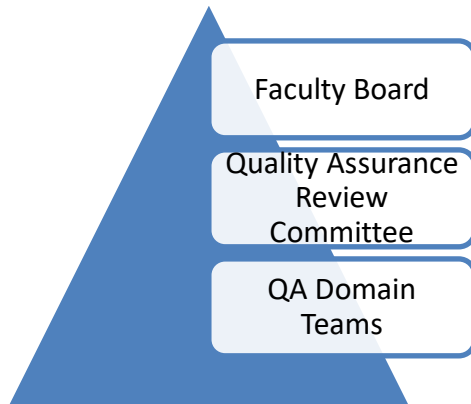 Faculty Board
Quality Assurance
Review
Committee
QA Domain
Teams